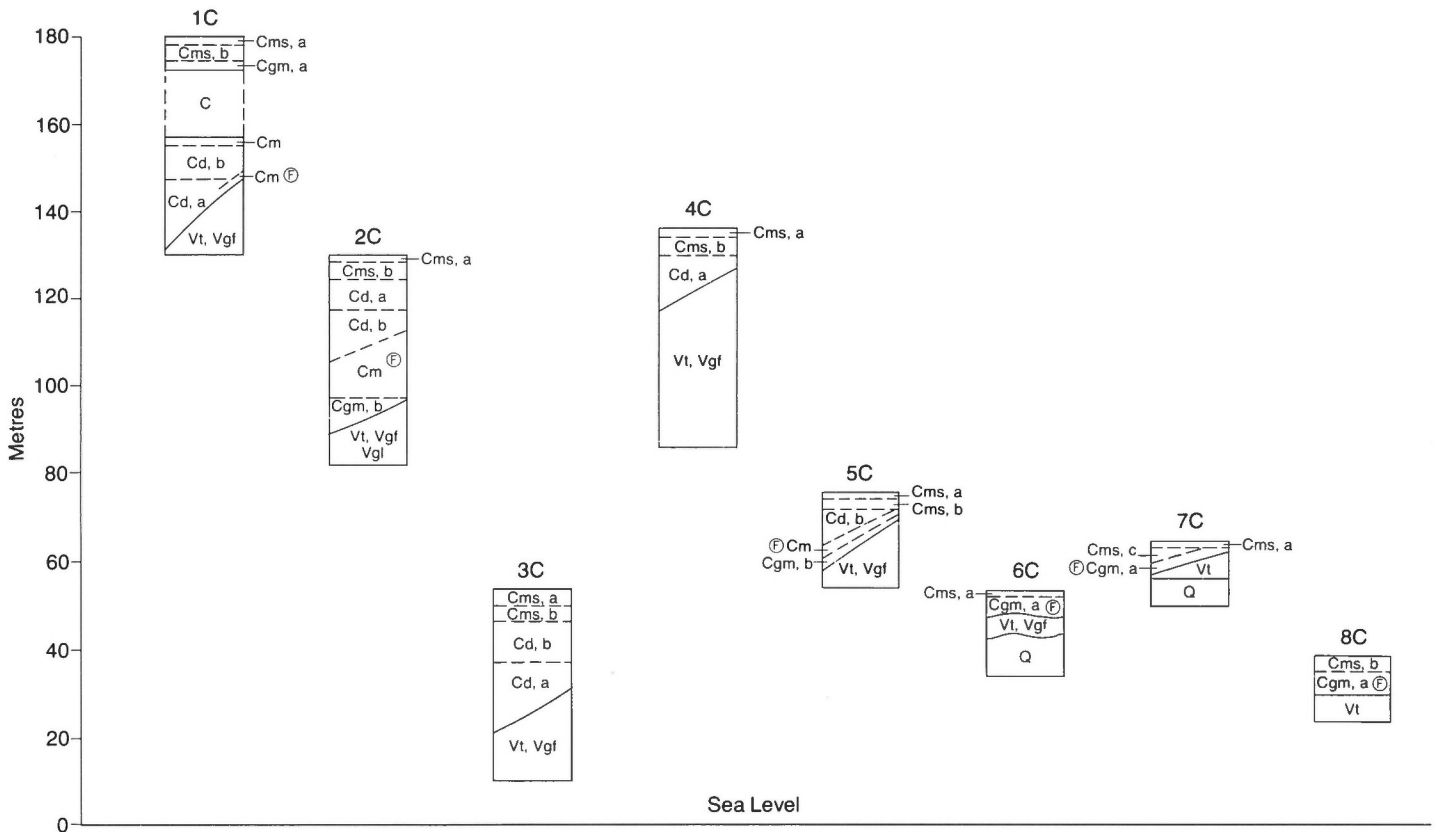 1C
180
Cms, a
Cms, b
Cgm, a
C
160
Cm
Cd, b
Cm Ⓕ
Cd, a
140
Vt, Vgf
2C
Cms, a
Cms, b
Cd, a
Cd, b
Ⓕ
Cm
Cgm, b
Vt, Vgf
Vgl
4C
Cms, a
Cms, b
Cd, a
Vt, Vgf
120
100
80
Metres
5C
Cms, a
Cms, b
Cd, b
Ⓕ Cm
Cgm, b
Vt, Vgf
60
3C
Cms, a
Cms, b
Cd, b
Cd, a
Vt, Vgf
6C
Cms, a
Cgm, a Ⓕ
Vt, Vgf
Q
7C
Cms, a
Cms, c
Ⓕ Cgm, a
Vt
Q
8C
Cms, b
Cgm, a Ⓕ
Vt
40
20
Sea Level
0